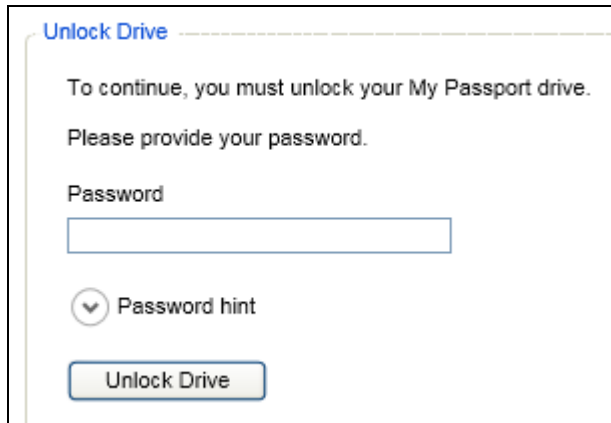 Unlock Drive
To continue, you must unlock your My Passport drive.
Please provide your password.
Password
Password hint
Unlock Drive